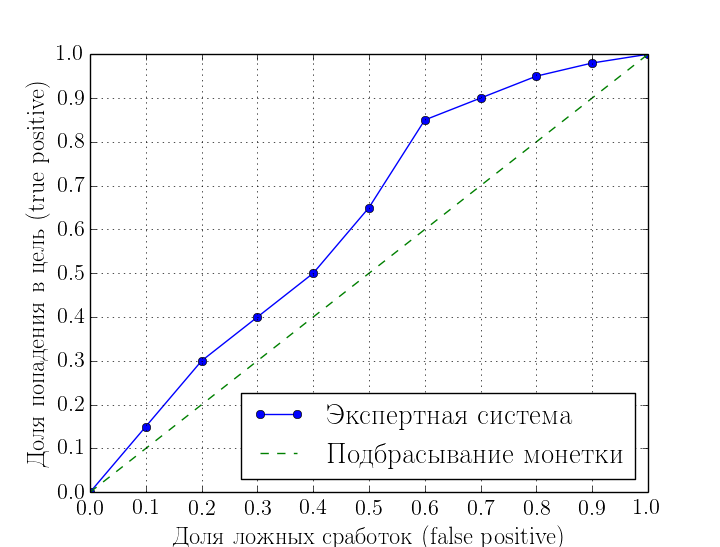 1.0
0.9
0.8
0.7
0.6
0.5
0.4
0.3
0.2
0.1
0.0
Доля попадения в цель (true positive)
Экспертная система
Подбрасывание монетки
0.0 0.1 0.2 0.3 0.4 0.5 0.6 0.7 0.8 0.9 1.0
Доля ложных сработок (false positive)